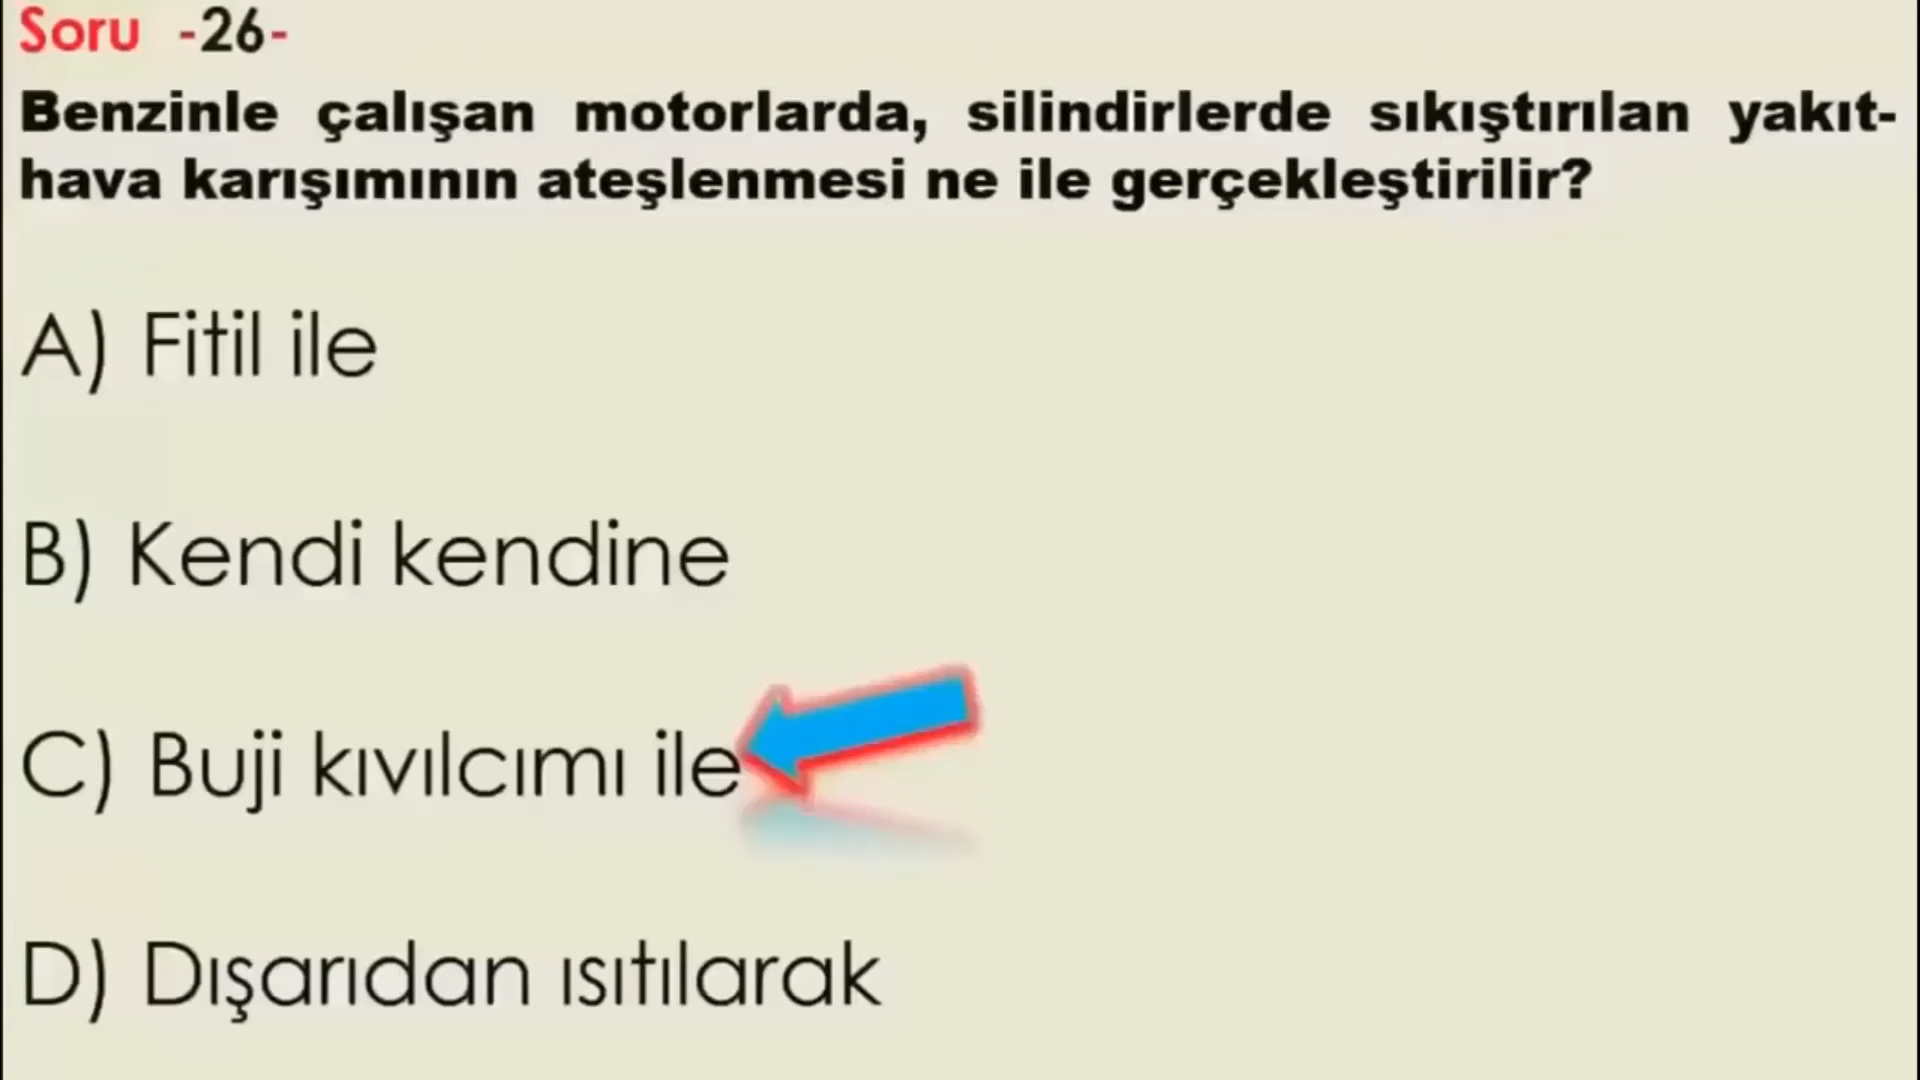 Soru -26-
Benzinle çalışan motorlarda, silindirlerde sıkıştırılan yakıt-
hava karışımının ateşlenmesi ne ile gerçekleştirilir?
A) Fitil ile
B) Kendi kendine
C) Buji kıvılcımı ile
D) Dışarıdan ısıtılarak